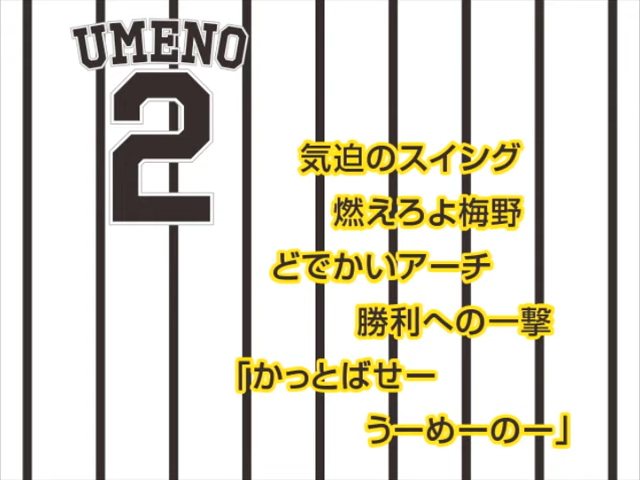 UMENO
2
気迫のスイング
燃えろよ梅野
どでかいアーチ
勝利への一撃
「かっとばせー
うーめーのー」